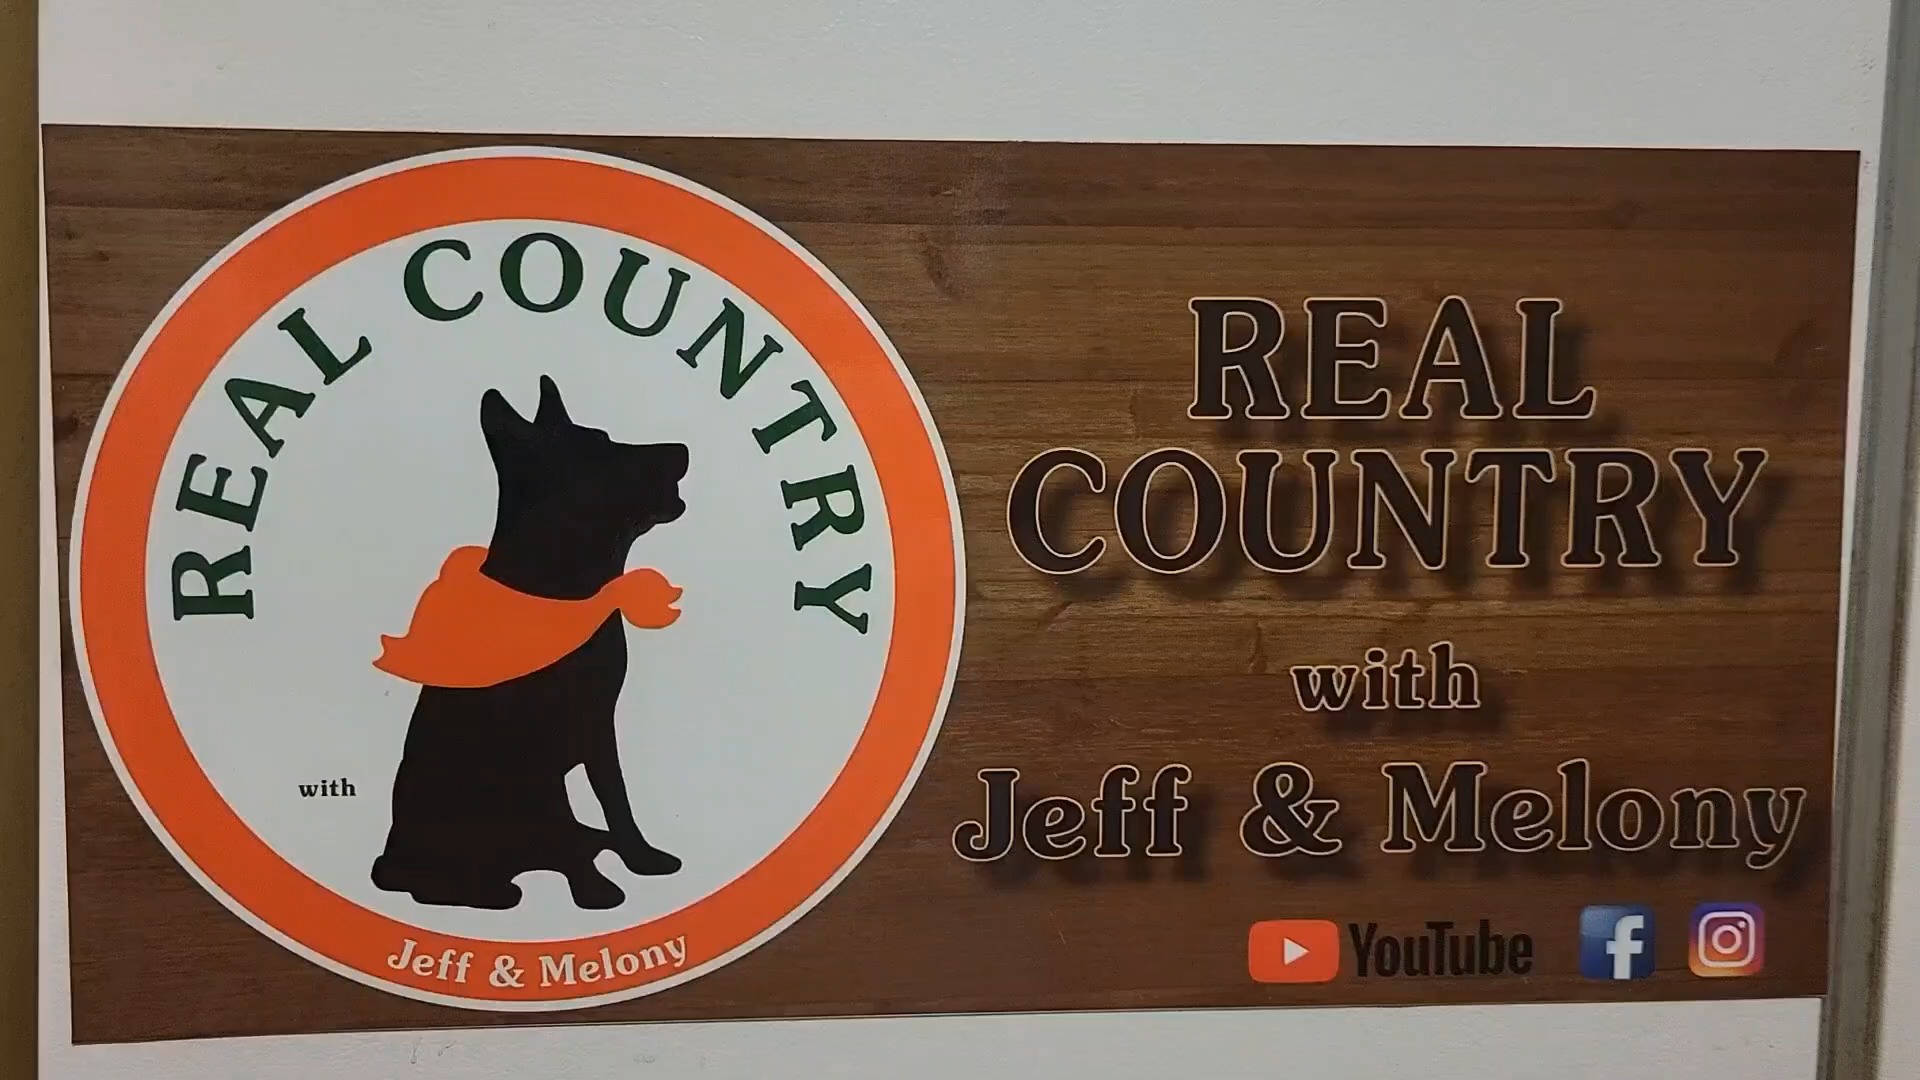 REAL COUNTRY
with
Jeff & Melony
REAL
COUNTRY
with
Jeff & Melony
YouTube f